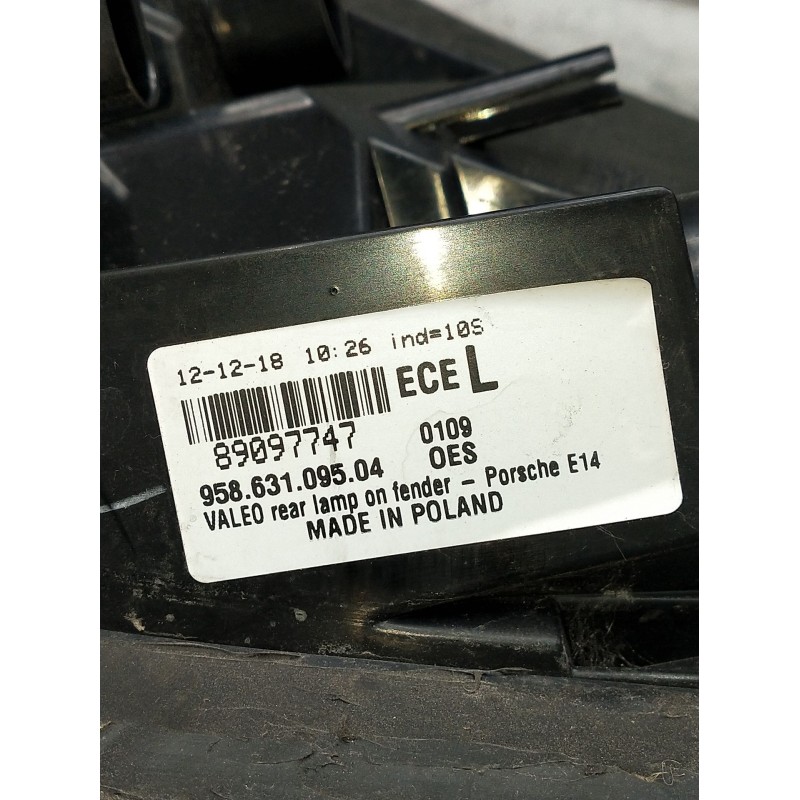 12-12-18 10:26 ind=10S
ECE L
89097747
0109
958.631.095.04
OES
VALEO rear lamp on fender - Porsche E14
MADE IN POLAND